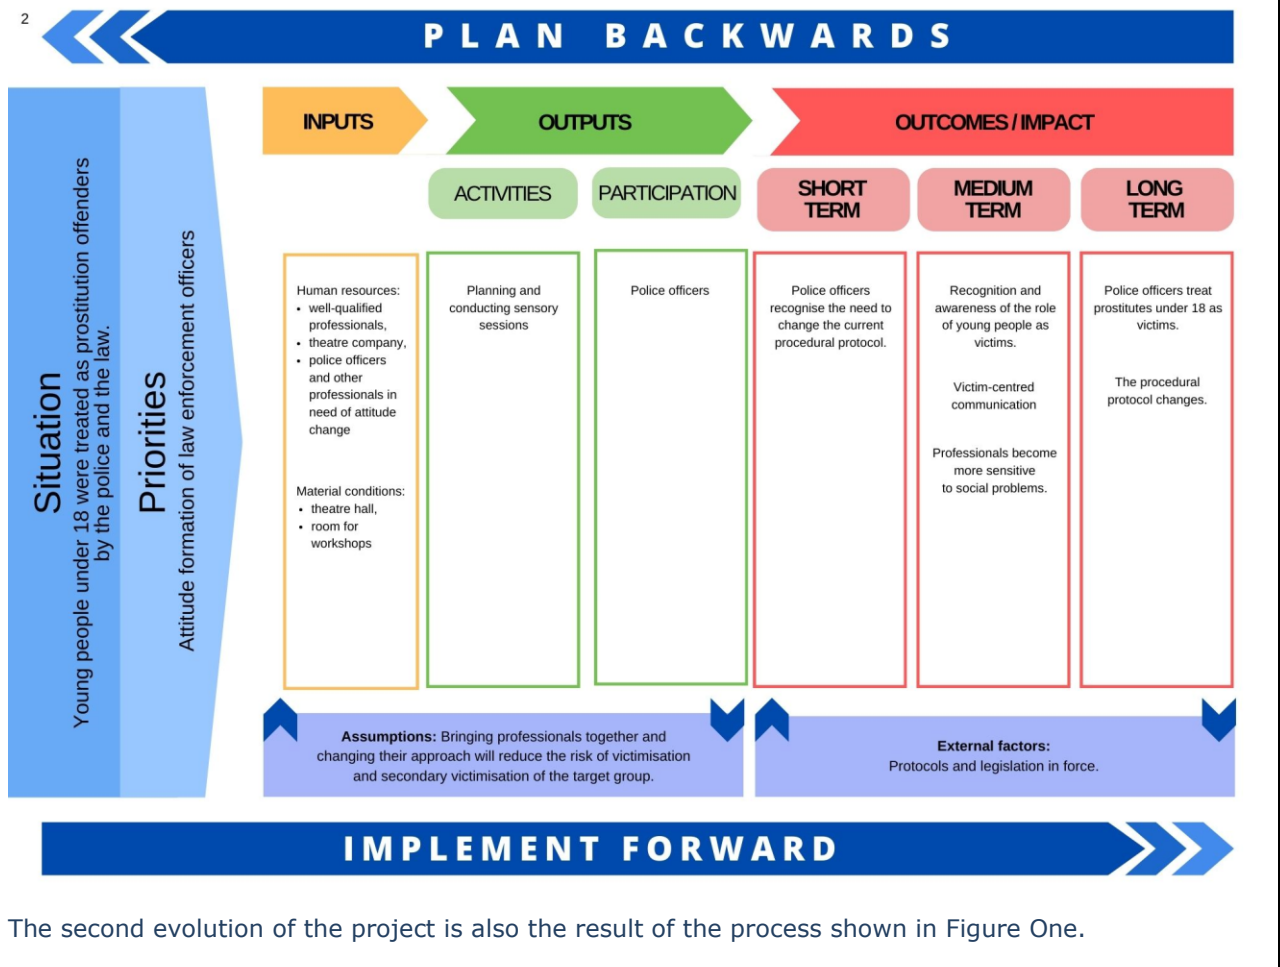 2
PLAN BACKWARDS
Situation
Young people under 18 were treated as prostitution offenders
by the police and the law.
Priorities
Attitude formation of law enforcement officers
INPUTS
OUTPUTS
OUTCOMES / IMPACT
ACTIVITIES
PARTICIPATION
SHORT
TERM
MEDIUM
TERM
LONG
TERM
Human resources:
• well-qualified
professionals,
• theatre company,
• police officers
and other
professionals in
need of attitude
change
Material conditions:
• theatre hall,
• room for
workshops
Planning and
conducting sensory
sessions
Police officers
Police officers
recognise the need to
change the current
procedural protocol.
Recognition and
awareness of the role
of young people as
victims.
Victim-centred
communication
Professionals become
more sensitive
to social problems.
Police officers treat
prostitutes under 18 as
victims.
The procedural
protocol changes.
Assumptions: Bringing professionals together and
changing their approach will reduce the risk of victimisation
and secondary victimisation of the target group.
External factors:
Protocols and legislation in force.
IMPLEMENT FORWARD
The second evolution of the project is also the result of the process shown in Figure One.